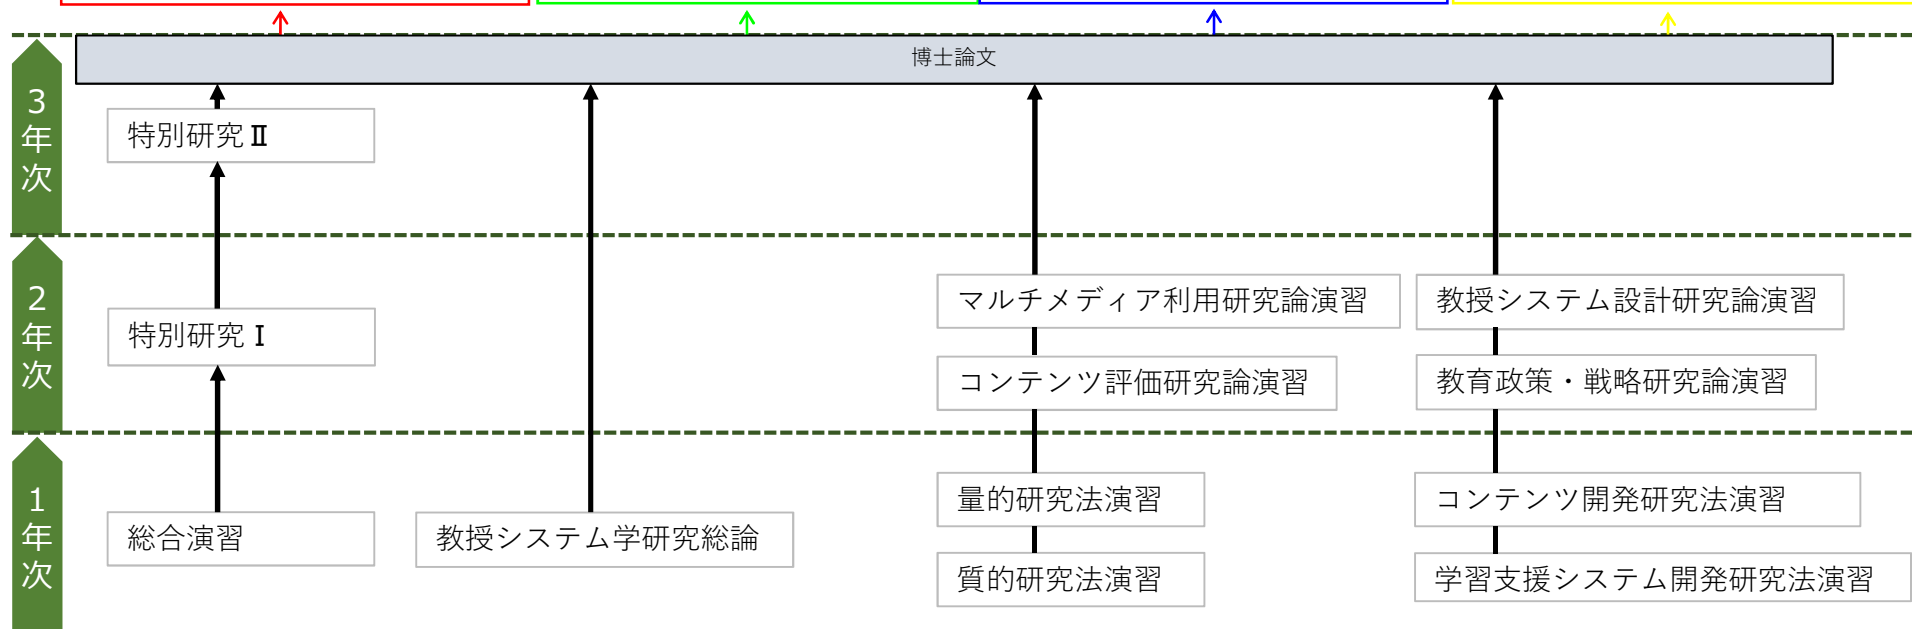 博士論文
3年次
特別研究Ⅱ
2年次
マルチメディア利用研究論演習
教授システム設計研究論演習
特別研究Ⅰ
コンテンツ評価研究論演習
教育政策・戦略研究論演習
1年次
量的研究法演習
コンテンツ開発研究法演習
総合演習
教授システム学研究総論
質的研究法演習
学習支援システム開発研究法演習